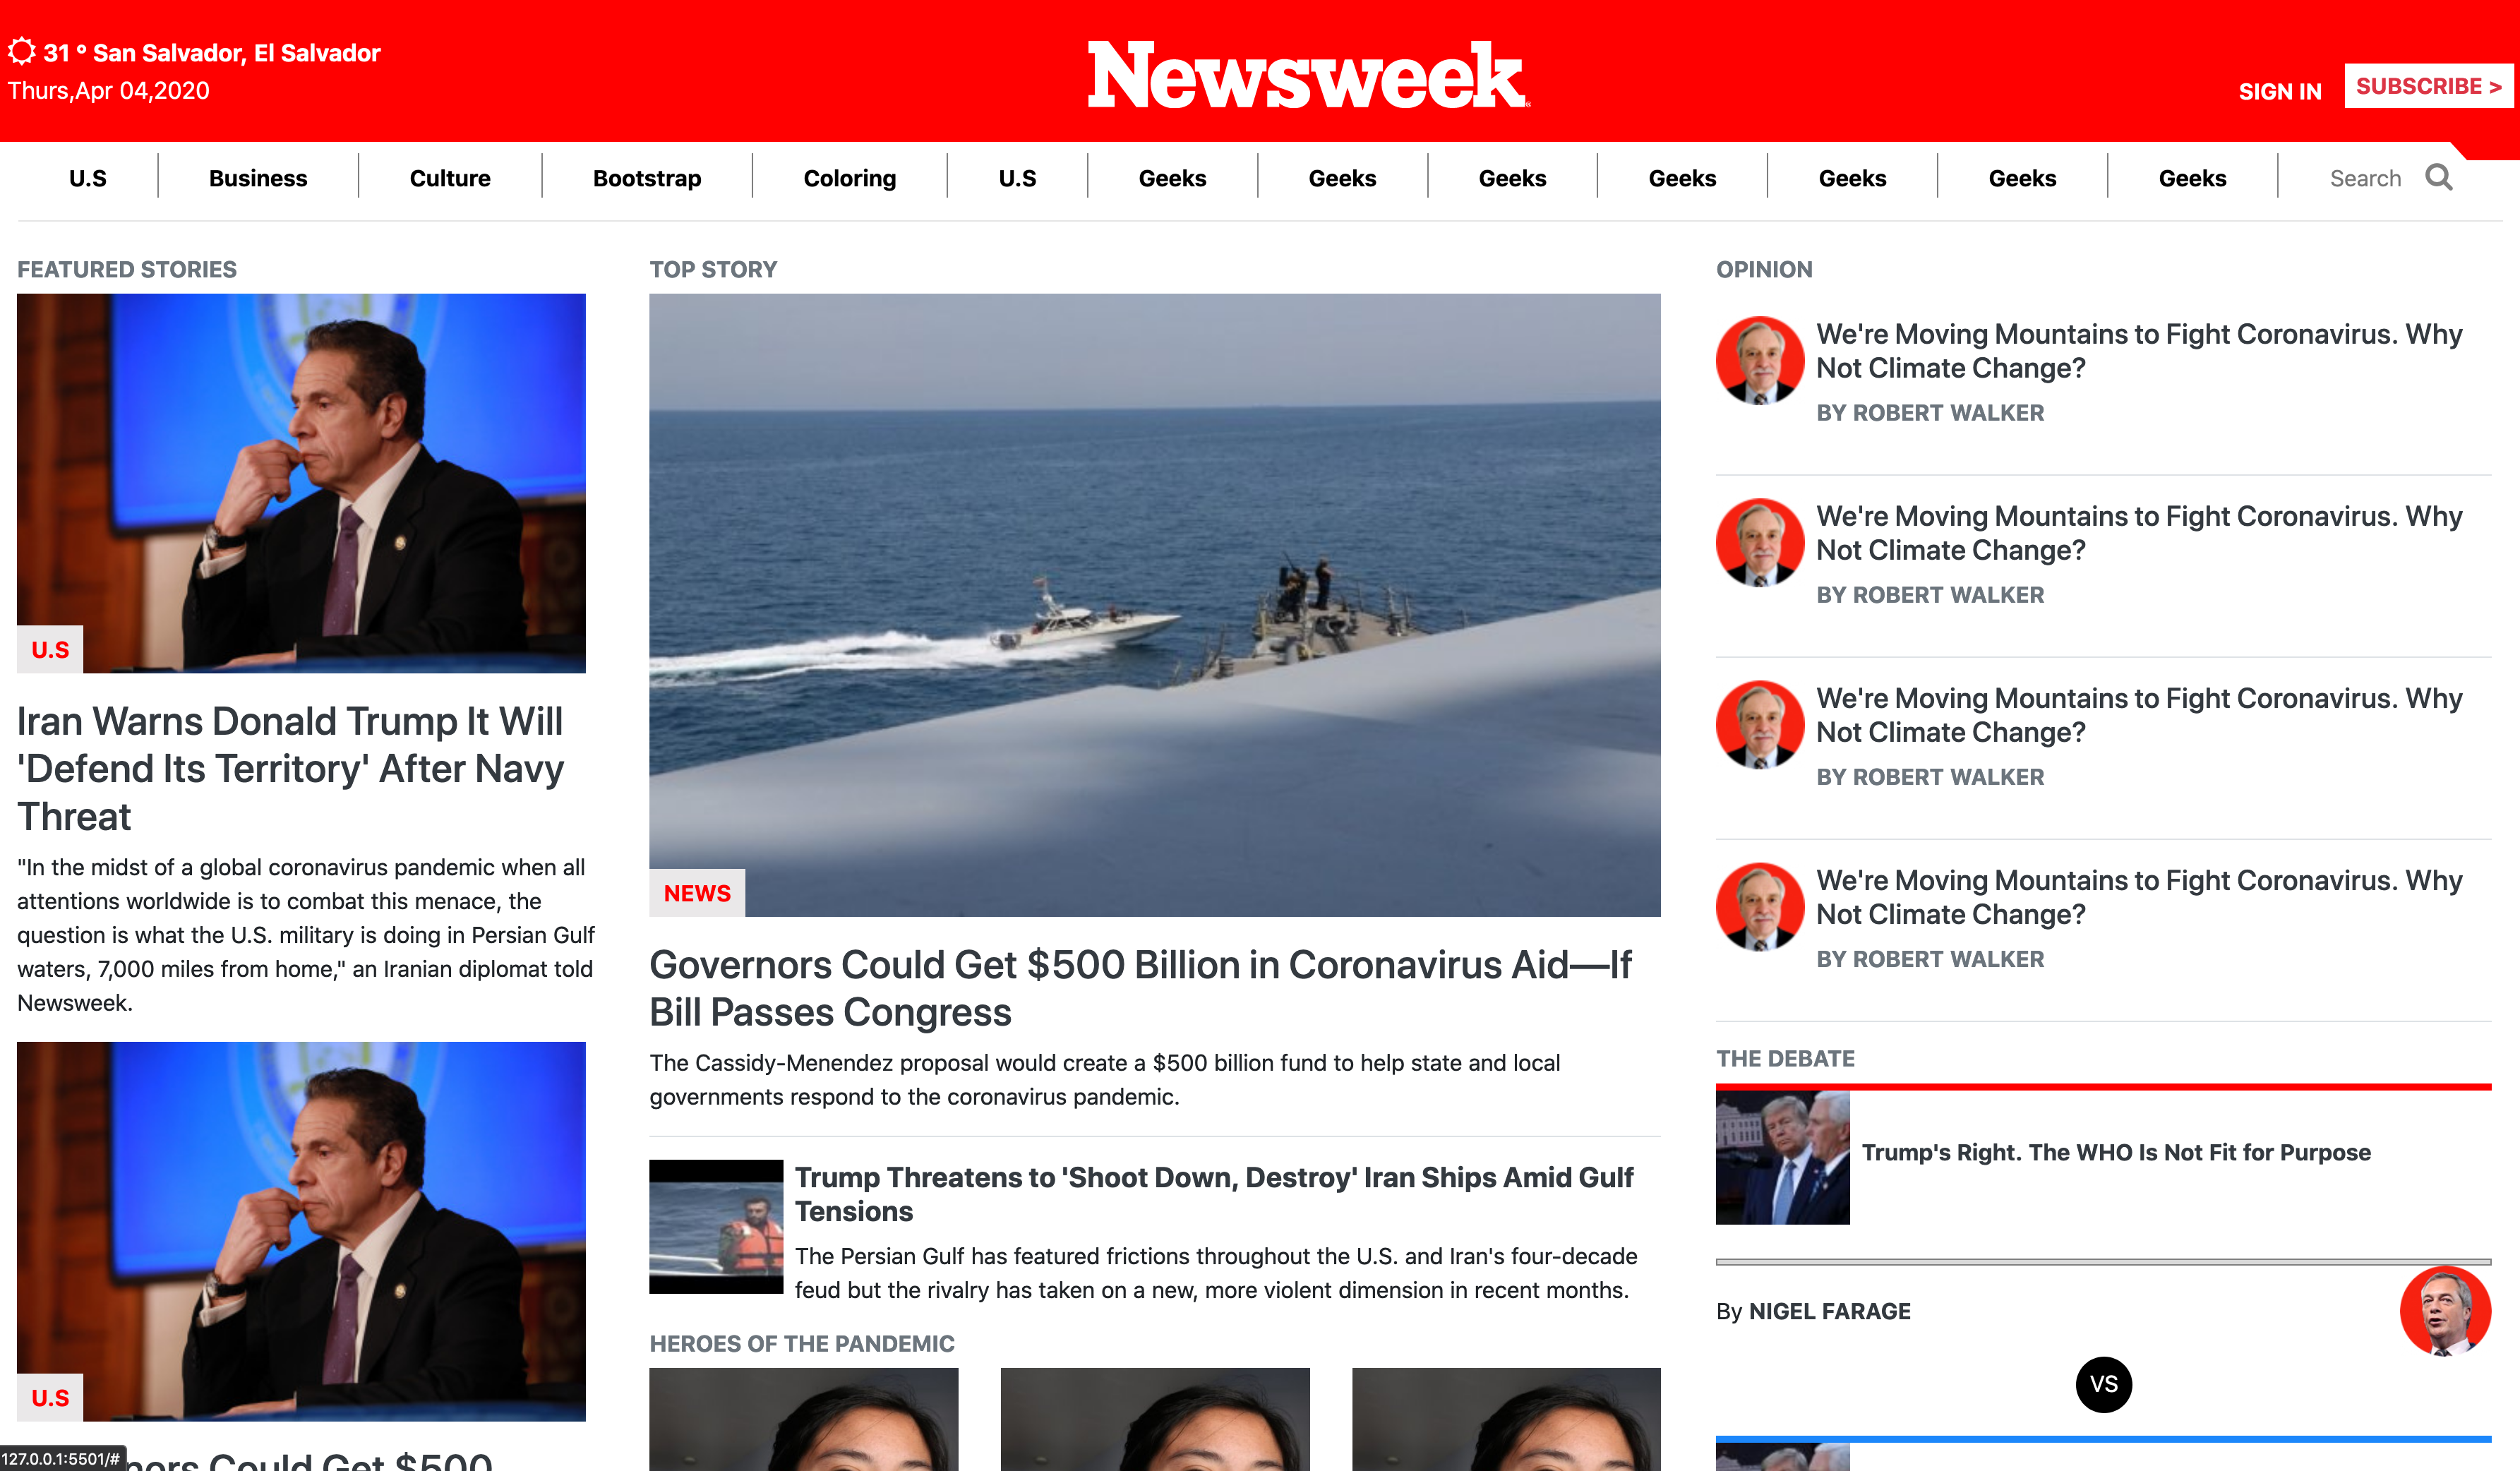 31 ° San Salvador, El Salvador
Thurs,Apr 04,2020
Newsweek
SIGN IN
SUBSCRIBE >
U.S
Business
Culture
Bootstrap
Coloring
U.S
Geeks
Geeks
Geeks
Geeks
Geeks
Geeks
Geeks
Search
FEATURED STORIES
U.S
Iran Warns Donald Trump It Will
'Defend Its Territory' After Navy
Threat
"In the midst of a global coronavirus pandemic when all
attentions worldwide is to combat this menace, the
question is what the U.S. military is doing in Persian Gulf
waters, 7,000 miles from home," an Iranian diplomat told
Newsweek.
U.S
nors Could Get $500
127.0.0.1:5501/#
TOP STORY
NEWS
Governors Could Get $500 Billion in Coronavirus Aid—If
Bill Passes Congress
The Cassidy-Menendez proposal would create a $500 billion fund to help state and local
governments respond to the coronavirus pandemic.
Trump Threatens to 'Shoot Down, Destroy' Iran Ships Amid Gulf
Tensions
The Persian Gulf has featured frictions throughout the U.S. and Iran's four-decade
feud but the rivalry has taken on a new, more violent dimension in recent months.
HEROES OF THE PANDEMIC
OPINION
We're Moving Mountains to Fight Coronavirus. Why
Not Climate Change?
BY ROBERT WALKER
We're Moving Mountains to Fight Coronavirus. Why
Not Climate Change?
BY ROBERT WALKER
We're Moving Mountains to Fight Coronavirus. Why
Not Climate Change?
BY ROBERT WALKER
We're Moving Mountains to Fight Coronavirus. Why
Not Climate Change?
BY ROBERT WALKER
THE DEBATE
Trump's Right. The WHO Is Not Fit for Purpose
By NIGEL FARAGE
VS